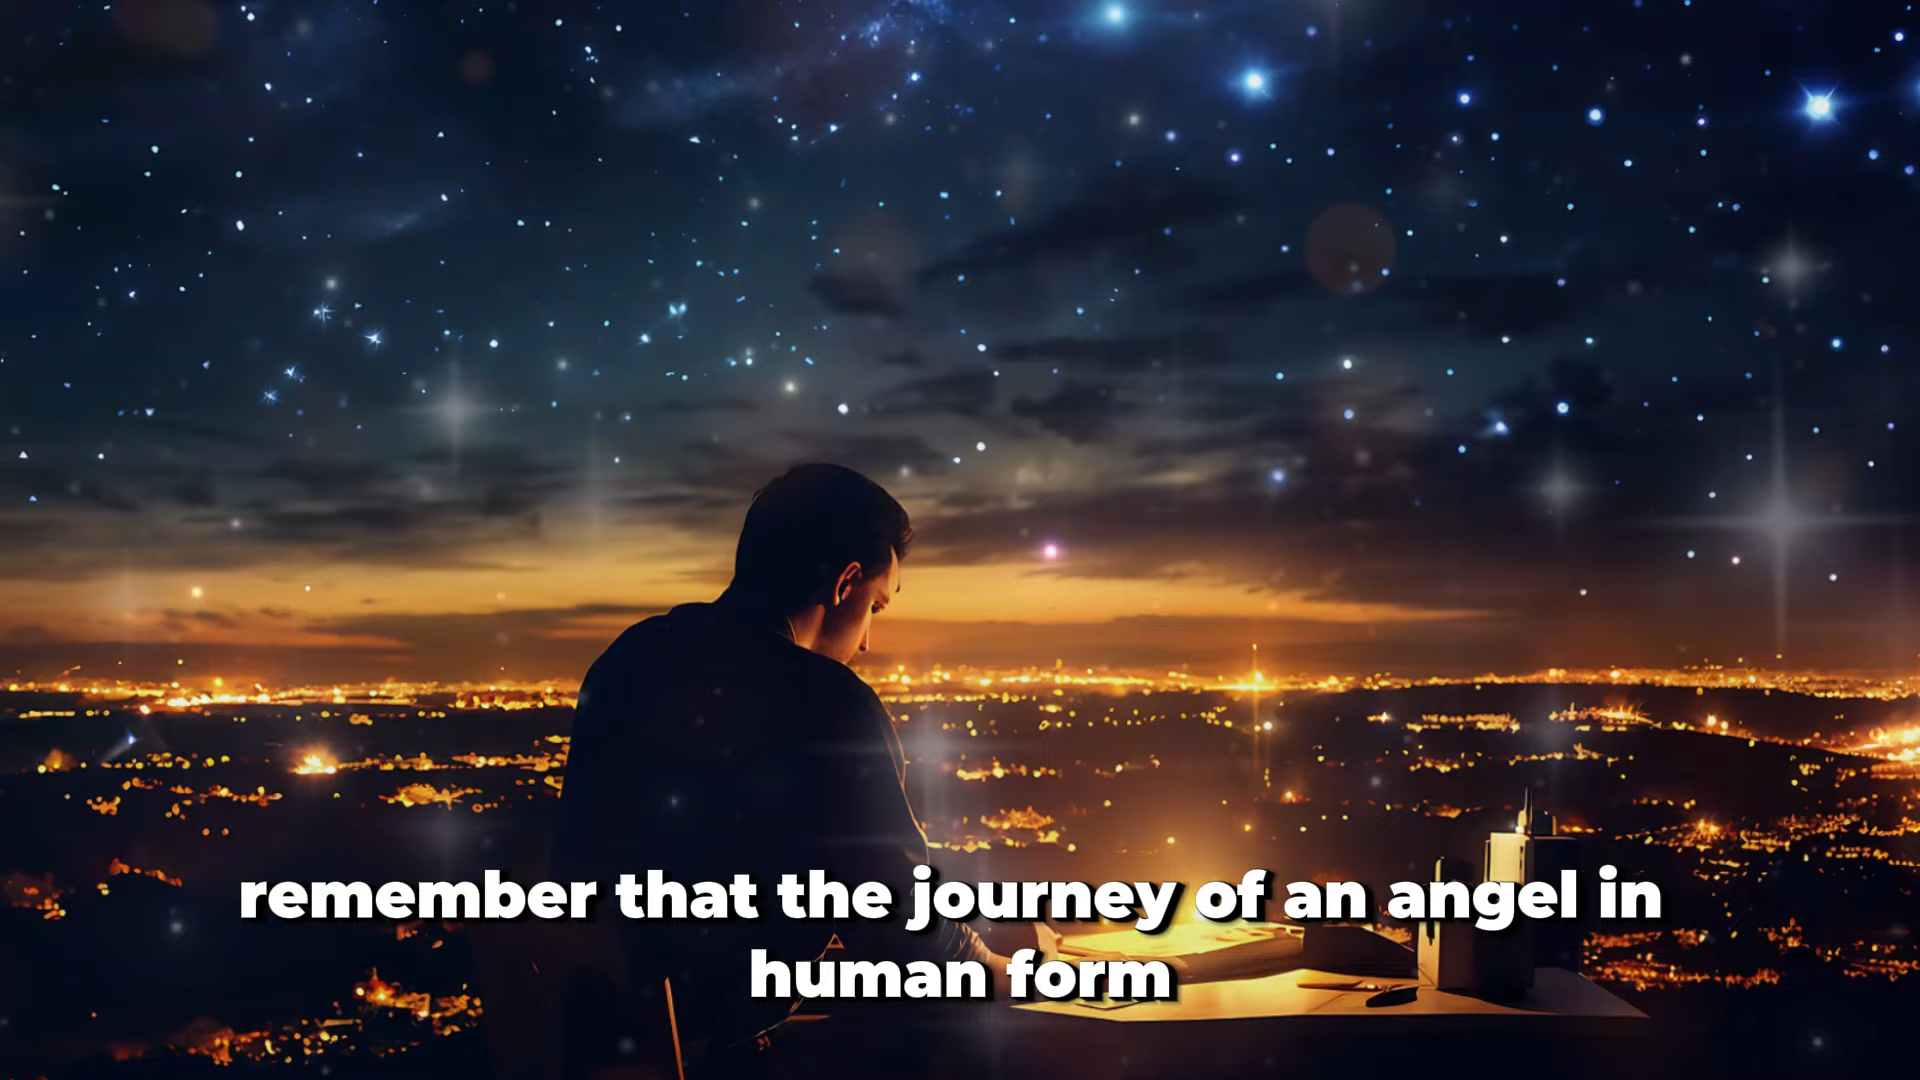 remember that the journey of an angel in
human form